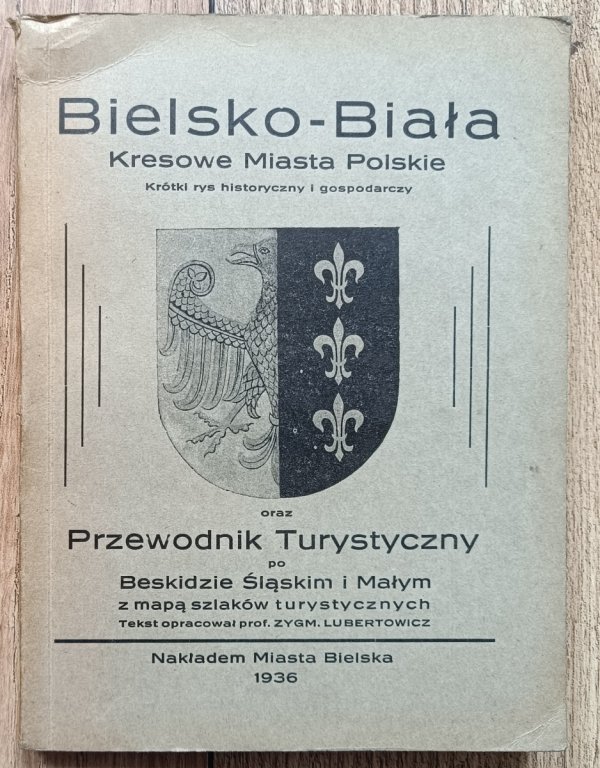 Bielsko-Biała
Kresowe Miasta Polskie
Krótki rys historyczny i gospodarczy
oraz
Przewodnik Turystyczny
po
Beskidzie Śląskim i Małym
z mapą szlaków turystycznych
Tekst opracował prof. ZYGM. LUBERTOWICZ
Nakładem Miasta Bielska
1936